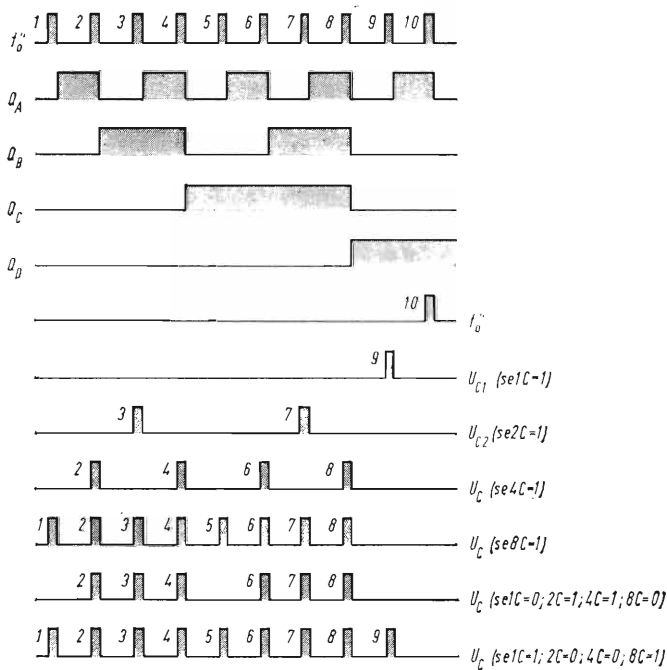 1 2 3 4 5 6 7 8 9 10
f₀''
Q_A
Q_B
Q_C
Q_D
10 f₀''
9 U_C1 (se1C=1)
3 7 U_C2 (se2C=1)
2 4 6 8 U_C (se4C=1)
1 2 3 4 5 6 7 8 U_C (se8C=1)
2 3 4 6 7 8 U_C (se1C=0; 2C=1; 4C=1; 8C=0)
1 2 3 4 5 6 7 8 9 U_C (se1C=1; 2C=0; 4C=0; 8C=1)